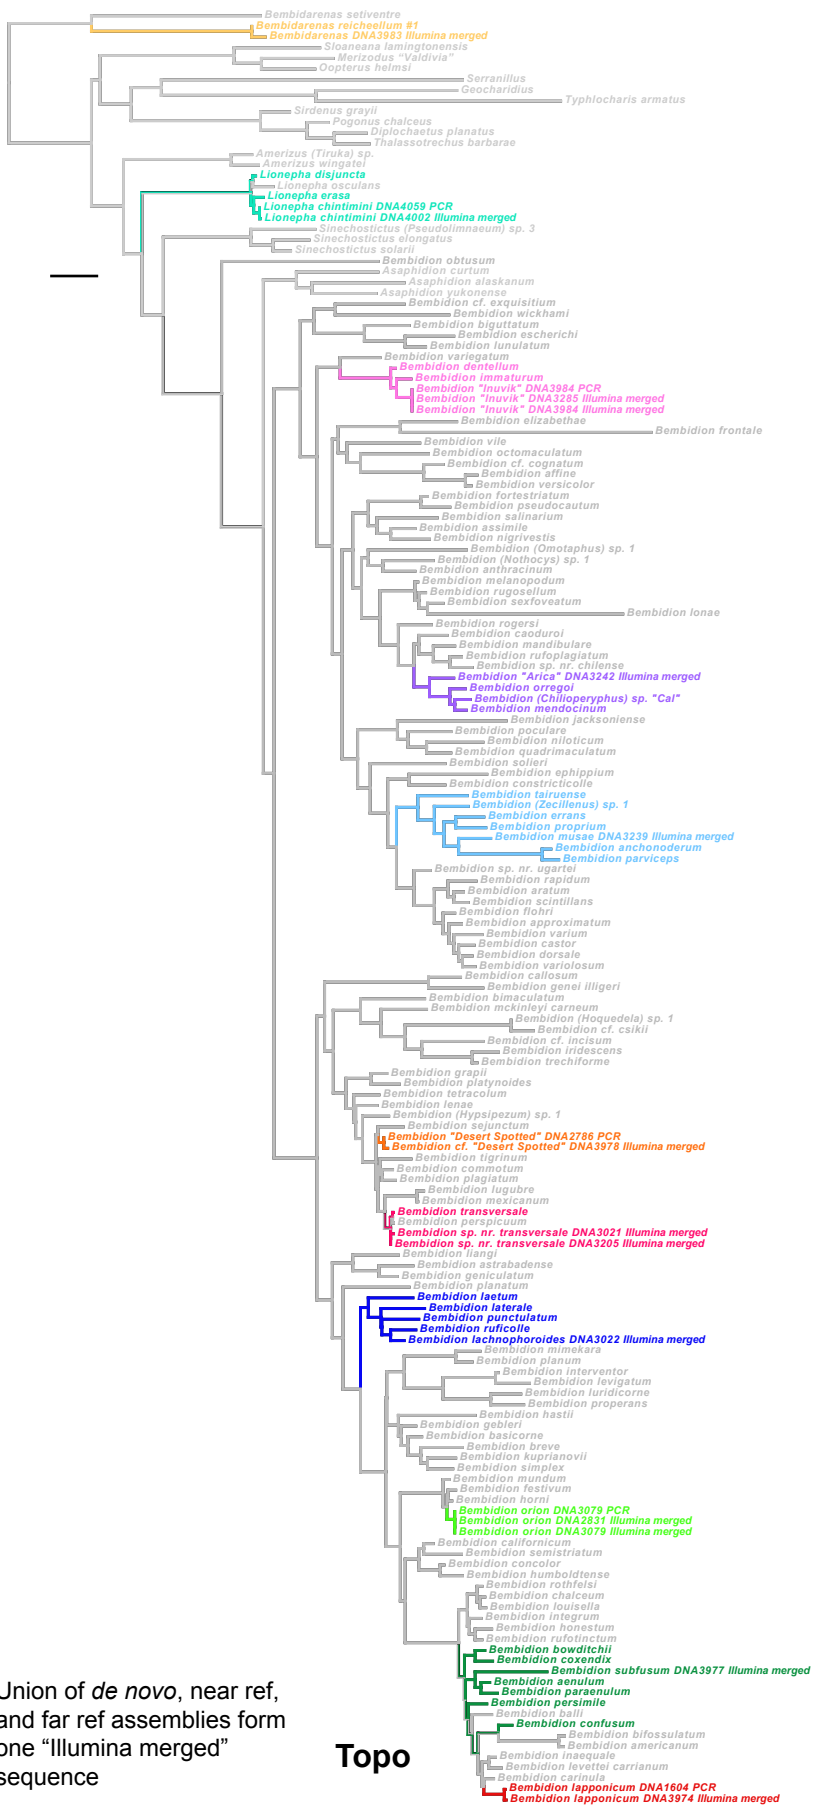 Bembidarenas setiventre
Bembidarenas reicheellum #1
Bembidarenas DNA3983 Illumina merged
Sloaneana lamingtonensis
Merizodus "Valdivia"
Oopterus helmsi
Serranillus
Geocharidius
Typhlocharis armatus
Sirdenus grayii
Pogonus chalceus
Diplochaetus planatus
Thalassotrechus barbarae
Amerizus (Tiruka) sp.
Amerizus wingatei
Lionepha disjuncta
Lionepha osculans
Lionepha erasa
Lionepha chintimini DNA4059 PCR
Lionepha chintimini DNA4002 Illumina merged
Sinechostictus (Pseudolimnaeum) sp. 3
Sinechostictus elongatus
Sinechostictus solarii
Bembidion obtusum
Asaphidion curtum
Asaphidion alaskanum
Asaphidion yukonense
Bembidion cf. exquisitium
Bembidion wickhami
Bembidion biguttatum
Bembidion escherichi
Bembidion lunulatum
Bembidion variegatum
Bembidion dentellum
Bembidion immaturum
Bembidion "Inuvik" DNA3984 PCR
Bembidion "Inuvik" DNA3285 Illumina merged
Bembidion "Inuvik" DNA3984 Illumina merged
Bembidion elizabethae
Bembidion frontale
Bembidion vile
Bembidion octomaculatum
Bembidion cf. cognatum
Bembidion affine
Bembidion versicolor
Bembidion fortestriatum
Bembidion pseudocautum
Bembidion salinarium
Bembidion assimile
Bembidion nigrivestis
Bembidion (Omotaphus) sp. 1
Bembidion (Nothocys) sp. 1
Bembidion anthracinum
Bembidion melanopodum
Bembidion rugosellum
Bembidion sexfoveatum
Bembidion lonae
Bembidion rogersi
Bembidion caoduroi
Bembidion mandibulare
Bembidion rufoplagiatum
Bembidion sp. nr. chilense
Bembidion "Arica" DNA3242 Illumina merged
Bembidion orregoi
Bembidion (Chilioperyphus) sp. "Cal"
Bembidion mendocinum
Bembidion jacksoniense
Bembidion poculare
Bembidion niloticum
Bembidion quadrimaculatum
Bembidion solieri
Bembidion ephippium
Bembidion constricticolle
Bembidion tairuense
Bembidion (Zecillenus) sp. 1
Bembidion errans
Bembidion proprium
Bembidion musae DNA3239 Illumina merged
Bembidion anchonoderum
Bembidion parviceps
Bembidion sp. nr. ugartei
Bembidion rapidum
Bembidion aratum
Bembidion scintillans
Bembidion flohri
Bembidion approximatum
Bembidion varium
Bembidion castor
Bembidion dorsale
Bembidion variolosum
Bembidion callosum
Bembidion genei illigeri
Bembidion bimaculatum
Bembidion mckinleyi carneum
Bembidion (Hoquedela) sp. 1
Bembidion cf. csikii
Bembidion cf. incisum
Bembidion iridescens
Bembidion trechiforme
Bembidion grapii
Bembidion platynoides
Bembidion tetracolum
Bembidion lenae
Bembidion (Hypsipezum) sp. 1
Bembidion sejunctum
Bembidion "Desert Spotted" DNA2786 PCR
Bembidion cf. "Desert Spotted" DNA3978 Illumina merged
Bembidion tigrinum
Bembidion commotum
Bembidion plagiatum
Bembidion lugubre
Bembidion mexicanum
Bembidion transversale
Bembidion perspicuum
Bembidion sp. nr. transversale DNA3021 Illumina merged
Bembidion sp. nr. transversale DNA3205 Illumina merged
Bembidion liangi
Bembidion astrabadense
Bembidion geniculatum
Bembidion planatum
Bembidion laetum
Bembidion laterale
Bembidion punctulatum
Bembidion ruficolle
Bembidion lachnophoroides DNA3022 Illumina merged
Bembidion mimekara
Bembidion planum
Bembidion interventor
Bembidion levigatum
Bembidion luridicorne
Bembidion properans
Bembidion hastii
Bembidion gebleri
Bembidion basicorne
Bembidion breve
Bembidion kuprianovii
Bembidion simplex
Bembidion mundum
Bembidion festivum
Bembidion horni
Bembidion orion DNA3079 PCR
Bembidion orion DNA2831 Illumina merged
Bembidion orion DNA3079 Illumina merged
Bembidion californicum
Bembidion semistriatum
Bembidion concolor
Bembidion humboldtense
Bembidion rothfelsi
Bembidion chalceum
Bembidion louisella
Bembidion integrum
Bembidion honestum
Bembidion rufotinctum
Bembidion bowditchii
Bembidion coxendix
Bembidion subfusum DNA3977 Illumina merged
Bembidion aenulum
Bembidion paraenulum
Bembidion persimile
Bembidion balli
Bembidion confusum
Bembidion bifossulatum
Bembidion americanum
Bembidion inaequale
Bembidion levettei carrianum
Bembidion carinula
Bembidion lapponicum DNA1604 PCR
Bembidion lapponicum DNA3974 Illumina merged
Union of de novo, near ref,
and far ref assemblies form
one "Illumina merged"
sequence
Topo